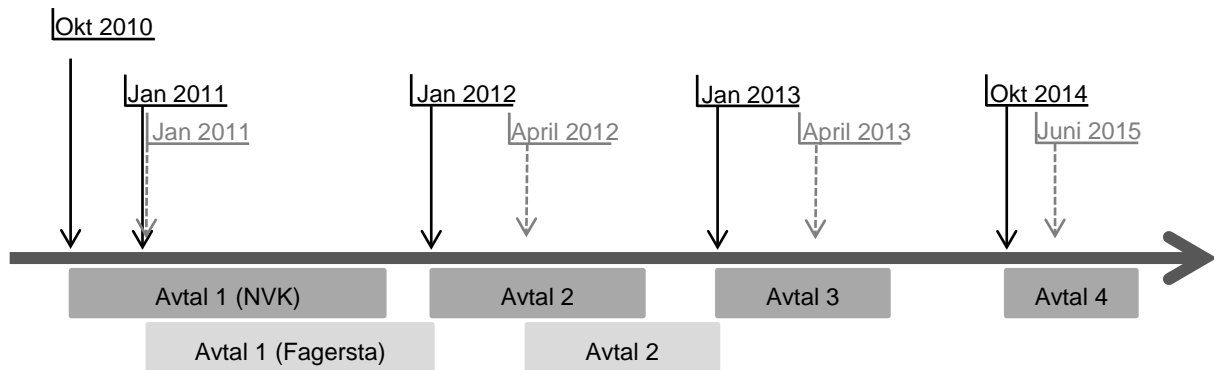 Okt 2010
Jan 2011
Jan 2012
Jan 2013
Okt 2014
Jan 2011
April 2012
April 2013
Juni 2015
Avtal 1 (NVK)
Avtal 2
Avtal 3
Avtal 4
Avtal 1 (Fagersta)
Avtal 2